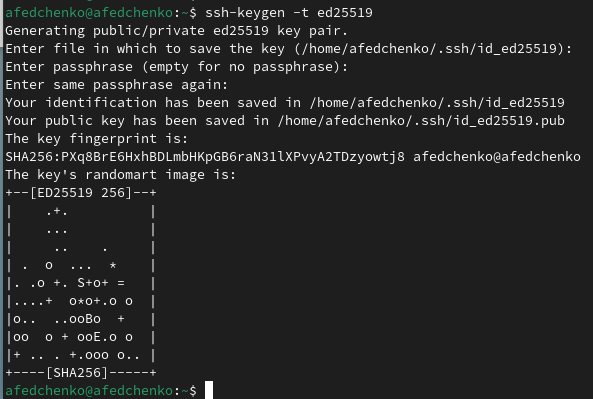 afedchenko@afedchenko:~$ ssh-keygen -t ed25519
Generating public/private ed25519 key pair.
Enter file in which to save the key (/home/afedchenko/.ssh/id_ed25519):
Enter passphrase (empty for no passphrase):
Enter same passphrase again:
Your identification has been saved in /home/afedchenko/.ssh/id_ed25519
Your public key has been saved in /home/afedchenko/.ssh/id_ed25519.pub
The key fingerprint is:
SHA256:PXq8BrE6HxhBDLmbHKpGB6raN31lXPvyA2TDzyowtj8 afedchenko@afedchenko
The key's randomart image is:
+--[ED25519 256]--+
|    .+.          |
|    ...          |
|     ..    .     |
| .  o  ...  *    |
|. .o +. S+o+ =   |
|....+  o*o+.o o  |
|o..  ..ooBo  +   |
|oo  o + ooE.o o  |
|+ .. . +.ooo o.. |
+----[SHA256]-----+
afedchenko@afedchenko:~$